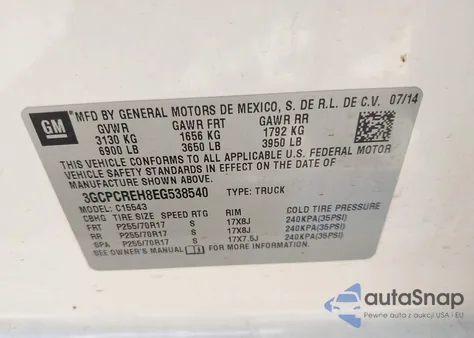 GM
MFD BY GENERAL MOTORS DE MEXICO, S. DE R.L. DE C.V. 07/14
GVWR GAWR FRT GAWR RR
3130 KG 1656 KG 1792 KG
6900 LB 3650 LB 3950 LB
THIS VEHICLE CONFORMS TO ALL APPLICABLE U.S. FEDERAL MOTOR
VEHICLE SAFETY STANDARDS IN EFFECT ON THE DATE OF
MANUFACTURE SHOWN ABOVE.
3GCPCREH8EG538540 TYPE: TRUCK
MODEL: C15543
CBHG TIRE SIZE SPEED RTG RIM COLD TIRE PRESSURE
FRT P255/70R17 S 17X8J 240KPA(35PSI)
RR P255/70R17 S 17X8J 240KPA(35PSI)
SPA P255/70R17 S 17X7.5J 240KPA(35PSI)
SEE OWNER'S MANUAL FOR MORE INFORMATION
autoSnap
Pewne auta z USA i EU